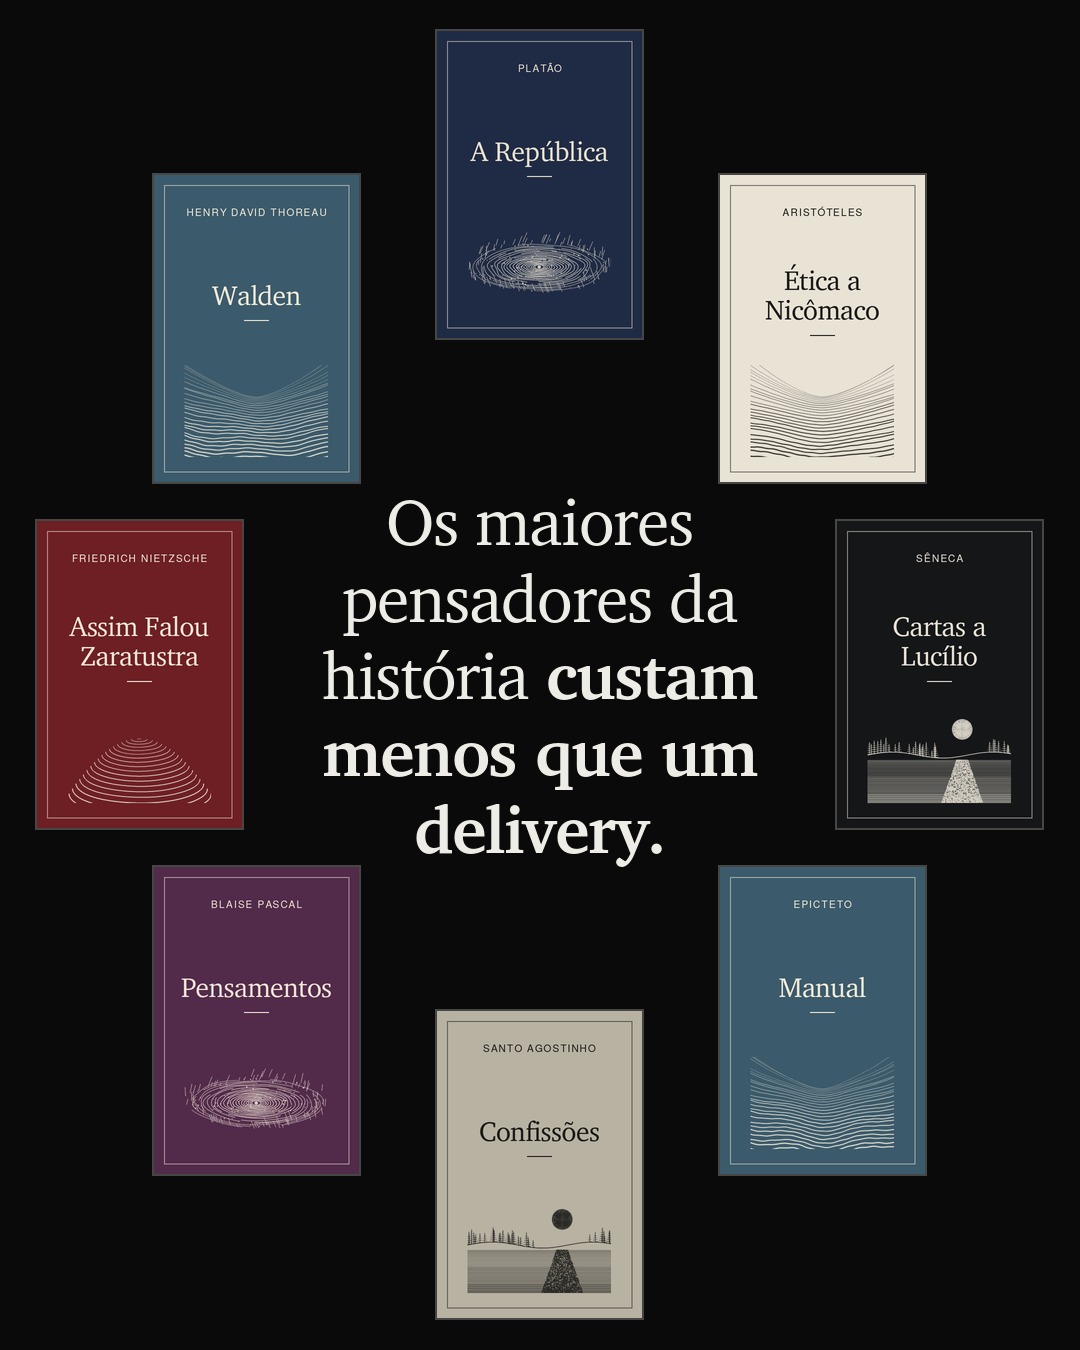 PLATÃO
A República
HENRY DAVID THOREAU
Walden
ARISTÓTELES
Ética a
Nicômaco
FRIEDRICH NIETZSCHE
Assim Falou
Zaratustra
Os maiores
pensadores da
história custam
menos que um
delivery.
SÊNECA
Cartas a
Lucílio
BLAISE PASCAL
Pensamentos
EPICTETO
Manual
SANTO AGOSTINHO
Confissões